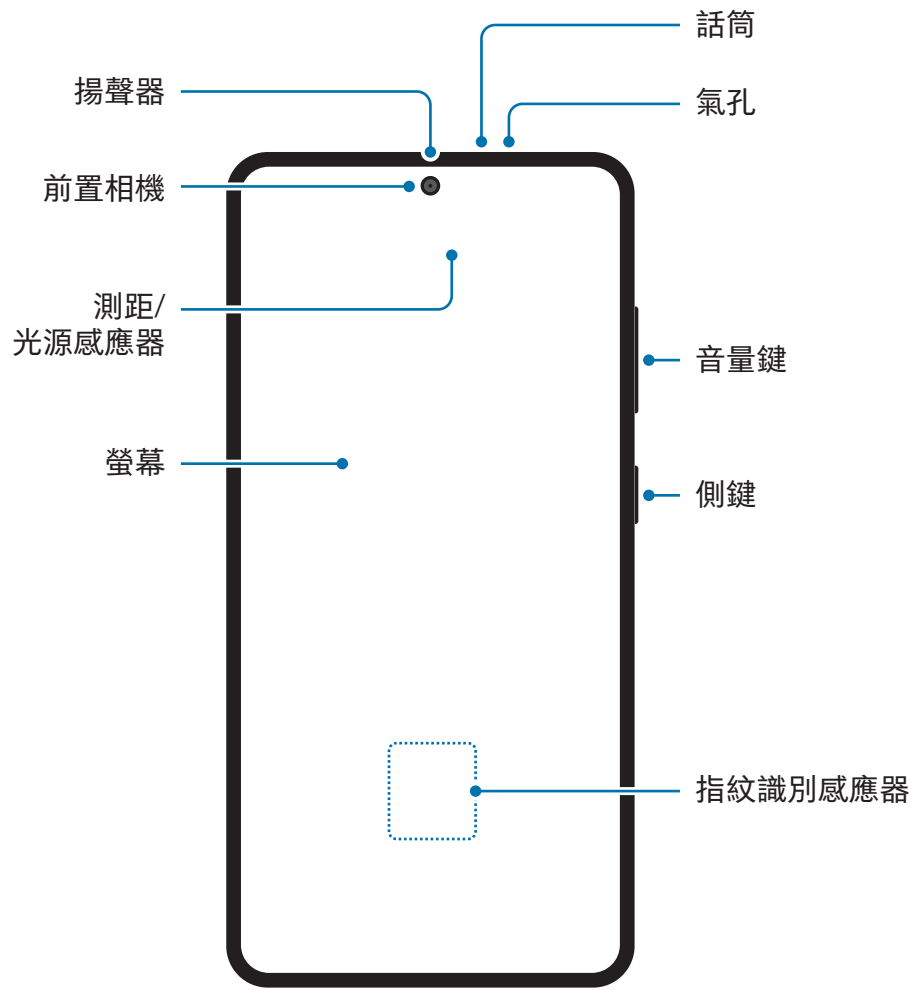 話筒
揚聲器
氣孔
前置相機
測距/
光源感應器
音量鍵
螢幕
側鍵
指紋識別感應器